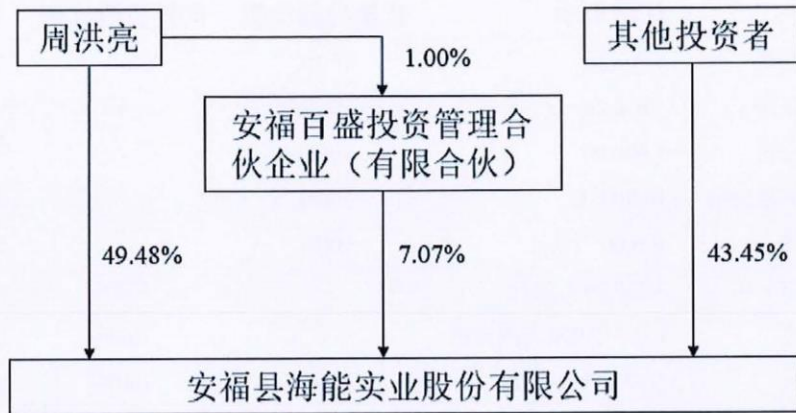 周洪亮
其他投资者
1.00%
安福百盛投资管理合
伙企业（有限合伙）
49.48%
7.07%
43.45%
安福县海能实业股份有限公司